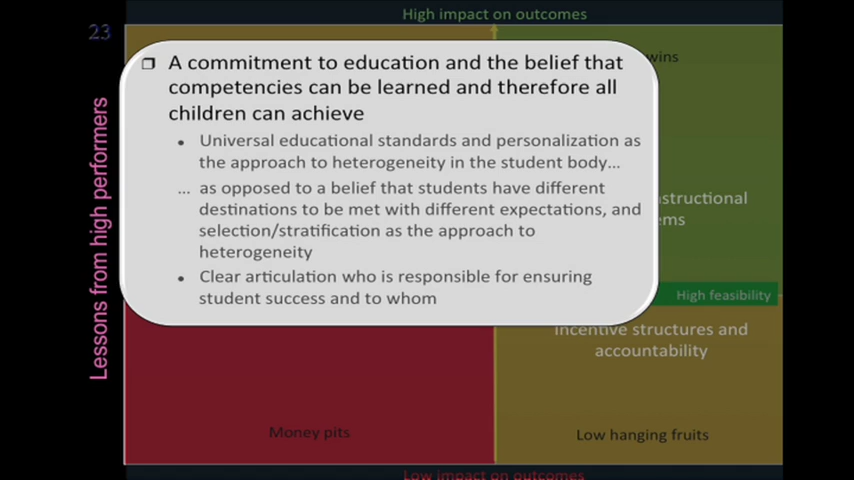 High impact on outcomes
23
wins
A commitment to education and the belief that
competencies can be learned and therefore all
children can achieve
• Universal educational standards and personalization as
the approach to heterogeneity in the student body…
… as opposed to a belief that students have different
destinations to be met with different expectations, and
selection/stratification as the approach to
heterogeneity
• Clear articulation who is responsible for ensuring
student success and to whom
Lessons from high performers
High feasibility
Incentive structures and
accountability
Money pits
Low hanging fruits
Low impact on outcomes